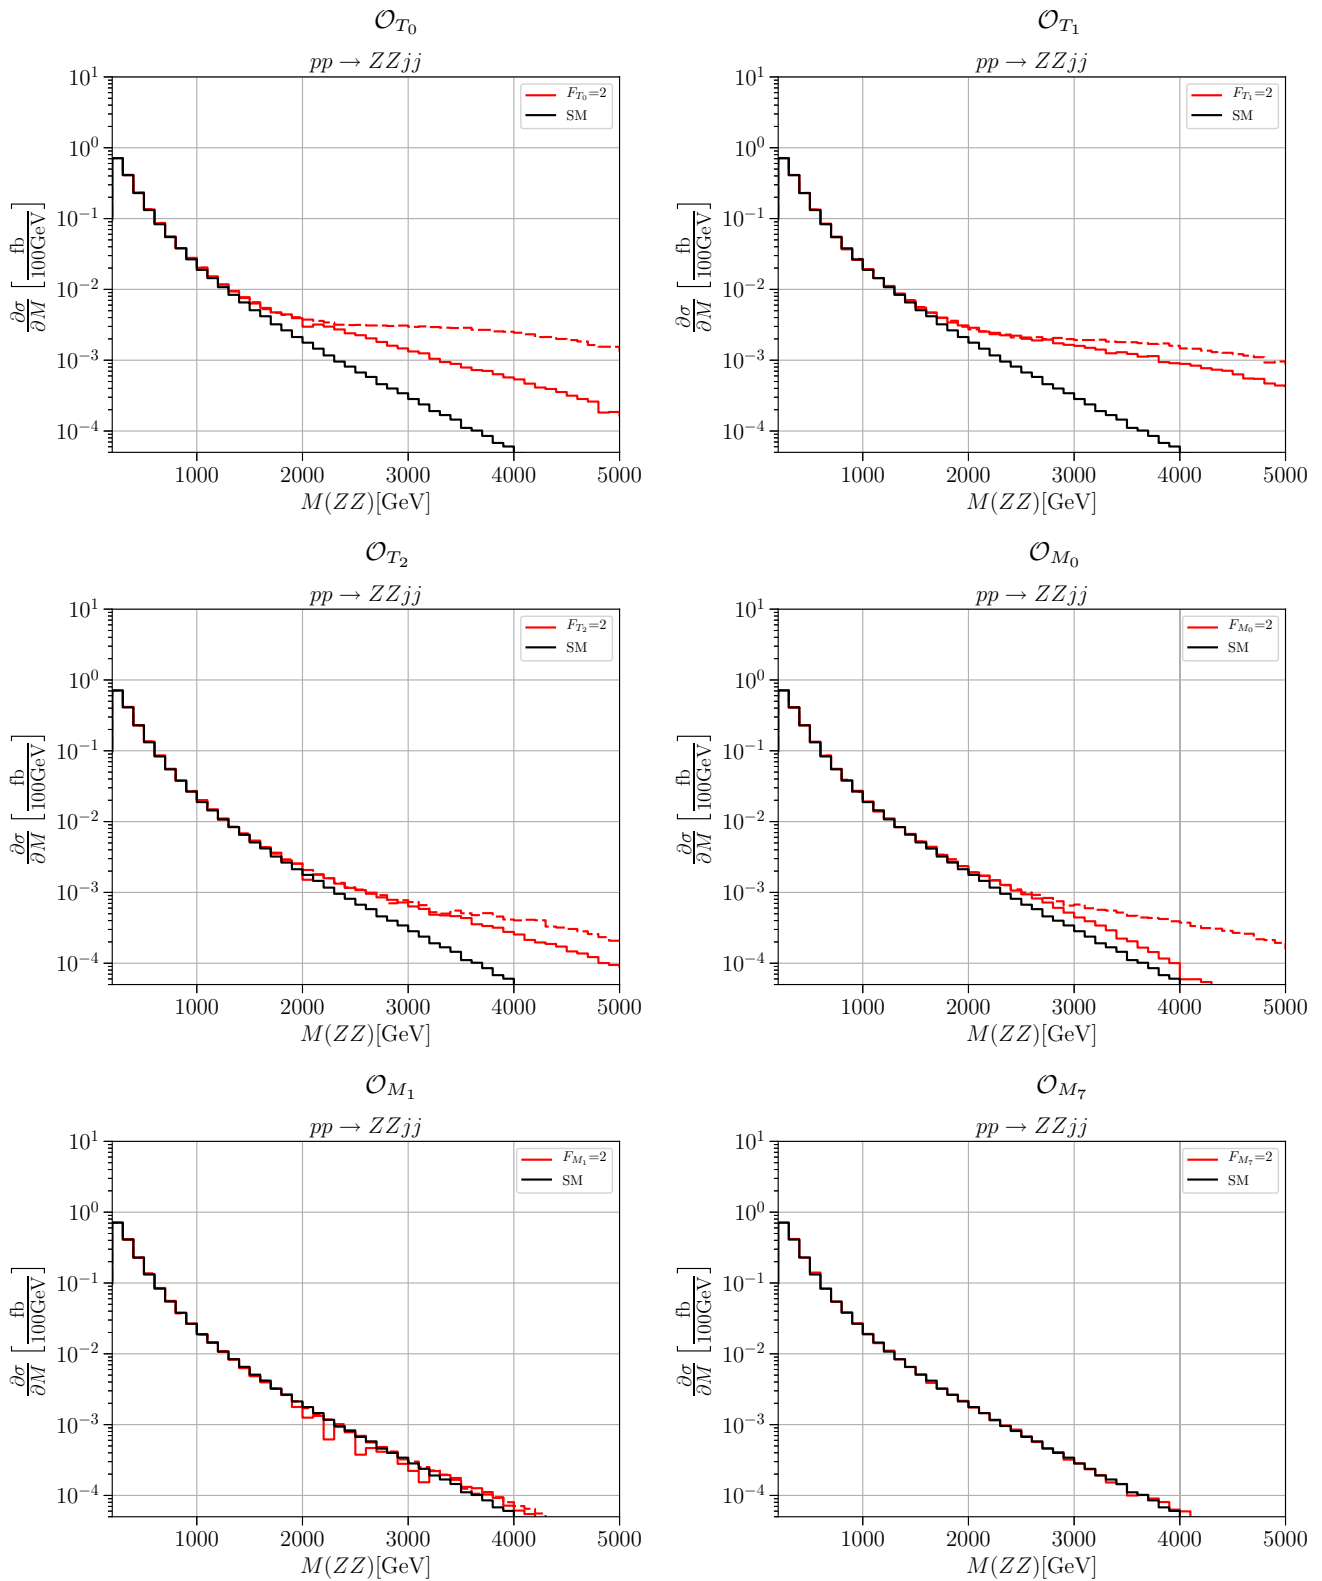 𝒪_{T_0}
pp → ZZjj
F_{T_0}=2
SM
10^1
10^0
10^{-1}
10^{-2}
10^{-3}
10^{-4}
∂σ/∂M [fb/100GeV]
1000 2000 3000 4000 5000
M(ZZ)[GeV]
𝒪_{T_1}
pp → ZZjj
F_{T_1}=2
SM
10^1
10^0
10^{-1}
10^{-2}
10^{-3}
10^{-4}
∂σ/∂M [fb/100GeV]
1000 2000 3000 4000 5000
M(ZZ)[GeV]
𝒪_{T_2}
pp → ZZjj
F_{T_2}=2
SM
10^1
10^0
10^{-1}
10^{-2}
10^{-3}
10^{-4}
∂σ/∂M [fb/100GeV]
1000 2000 3000 4000 5000
M(ZZ)[GeV]
𝒪_{M_0}
pp → ZZjj
F_{M_0}=2
SM
10^1
10^0
10^{-1}
10^{-2}
10^{-3}
10^{-4}
∂σ/∂M [fb/100GeV]
1000 2000 3000 4000 5000
M(ZZ)[GeV]
𝒪_{M_1}
pp → ZZjj
F_{M_1}=2
SM
10^1
10^0
10^{-1}
10^{-2}
10^{-3}
10^{-4}
∂σ/∂M [fb/100GeV]
1000 2000 3000 4000 5000
M(ZZ)[GeV]
𝒪_{M_7}
pp → ZZjj
F_{M_7}=2
SM
10^1
10^0
10^{-1}
10^{-2}
10^{-3}
10^{-4}
∂σ/∂M [fb/100GeV]
1000 2000 3000 4000 5000
M(ZZ)[GeV]